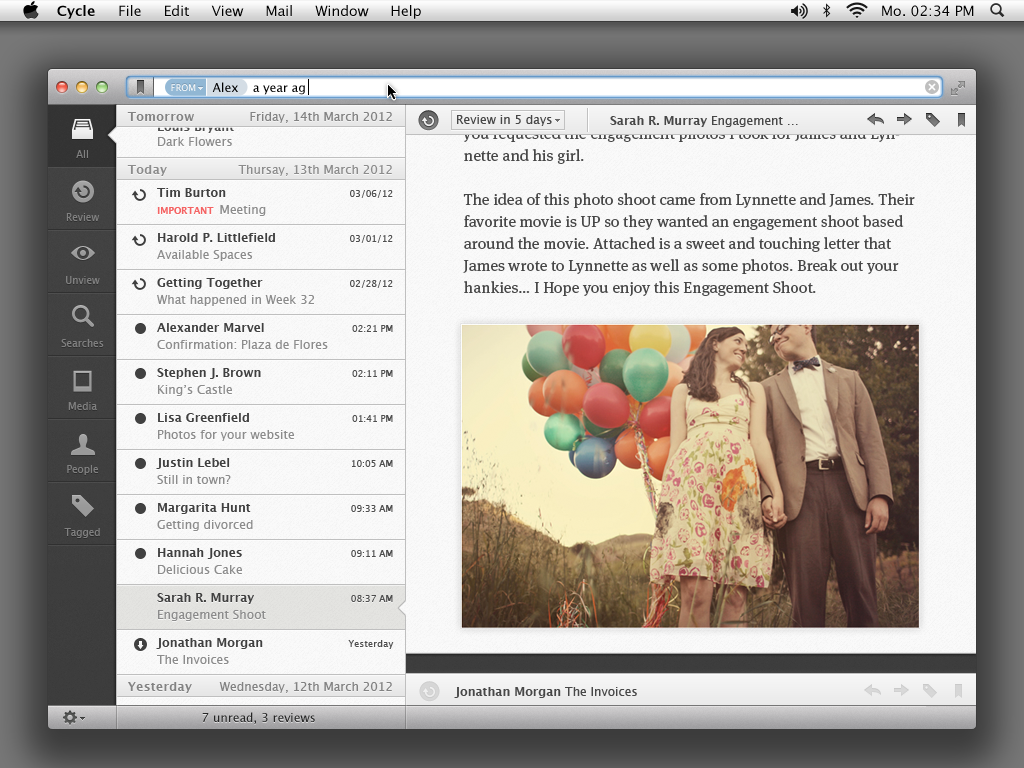 Cycle File Edit View Mail Window Help Mo. 02:34 PM
FROM Alex a year ag
All
Review
Unview
Searches
Media
People
Tagged
Tomorrow Friday, 14th March 2012
Louis Bryant
Dark Flowers
Today Thursday, 13th March 2012
Tim Burton 03/06/12
IMPORTANT Meeting
Harold P. Littlefield 03/01/12
Available Spaces
Getting Together 02/28/12
What happened in Week 32
Alexander Marvel 02:21 PM
Confirmation: Plaza de Flores
Stephen J. Brown 02:11 PM
King's Castle
Lisa Greenfield 01:41 PM
Photos for your website
Justin Lebel 10:05 AM
Still in town?
Margarita Hunt 09:33 AM
Getting divorced
Hannah Jones 09:11 AM
Delicious Cake
Sarah R. Murray 08:37 AM
Engagement Shoot
Jonathan Morgan Yesterday
The Invoices
Yesterday Wednesday, 12th March 2012
7 unread, 3 reviews
Review in 5 days Sarah R. Murray Engagement ...
you requested the engagement photos I took for James and Lyn-
nette and his girl.
The idea of this photo shoot came from Lynnette and James. Their
favorite movie is UP so they wanted an engagement shoot based
around the movie. Attached is a sweet and touching letter that
James wrote to Lynnette as well as some photos. Break out your
hankies... I Hope you enjoy this Engagement Shoot.
Jonathan Morgan The Invoices